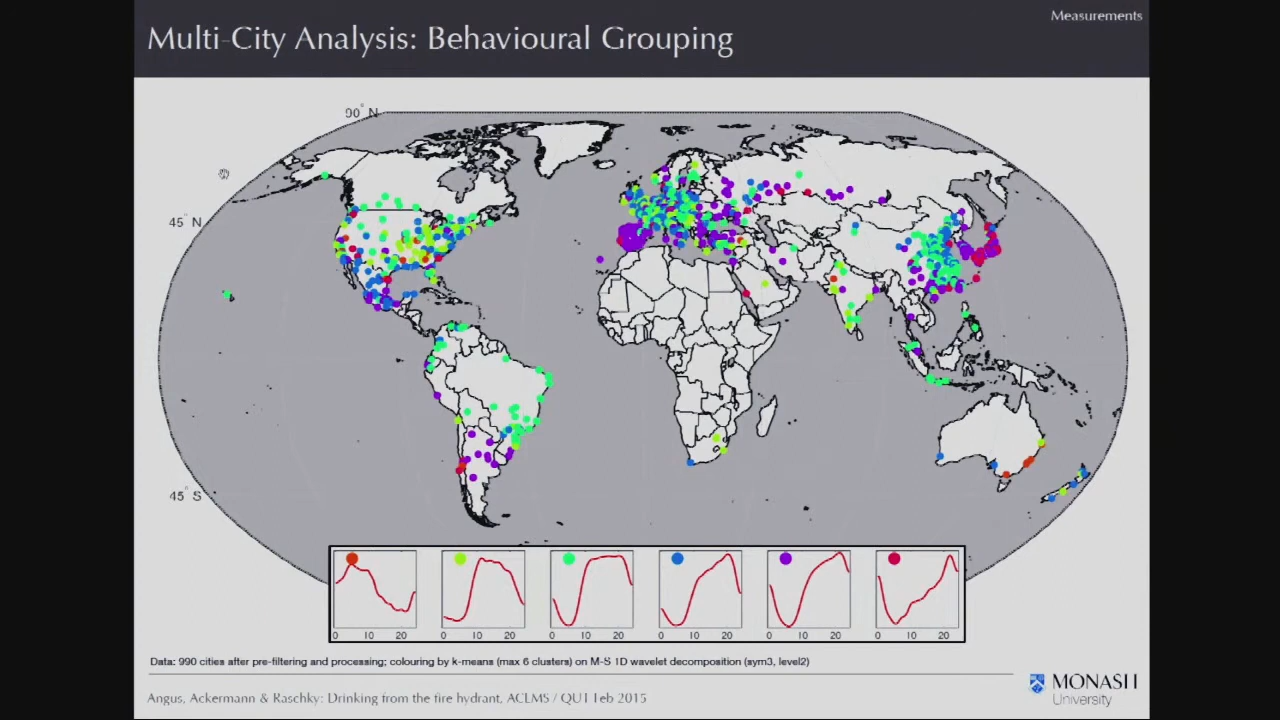 Measurements
Multi-City Analysis: Behavioural Grouping
90° N
45° N
45° S
0 10 20 0 10 20 0 10 20 0 10 20 0 10 20 0 10 20
Data: 990 cities after pre-filtering and processing; colouring by k-means (max 6 clusters) on M-S 1D wavelet decomposition (sym3, level2)
Angus, Ackermann & Raschky: Drinking from the fire hydrant, ACLMS / QUT Feb 2015
MONASH
University